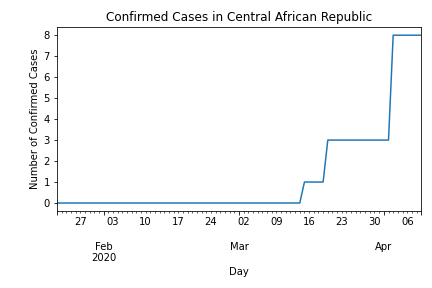 Confirmed Cases in Central African Republic
Number of Confirmed Cases
8
7
6
5
4
3
2
1
0
27 03 10 17 24 02 09 16 23 30 06
Feb Mar Apr
2020
Day